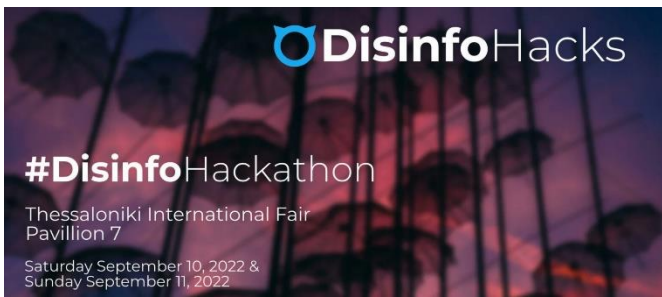 DisinfoHacks
#DisinfoHackathon
Thessaloniki International Fair
Pavillion 7
Saturday September 10, 2022 &
Sunday September 11, 2022